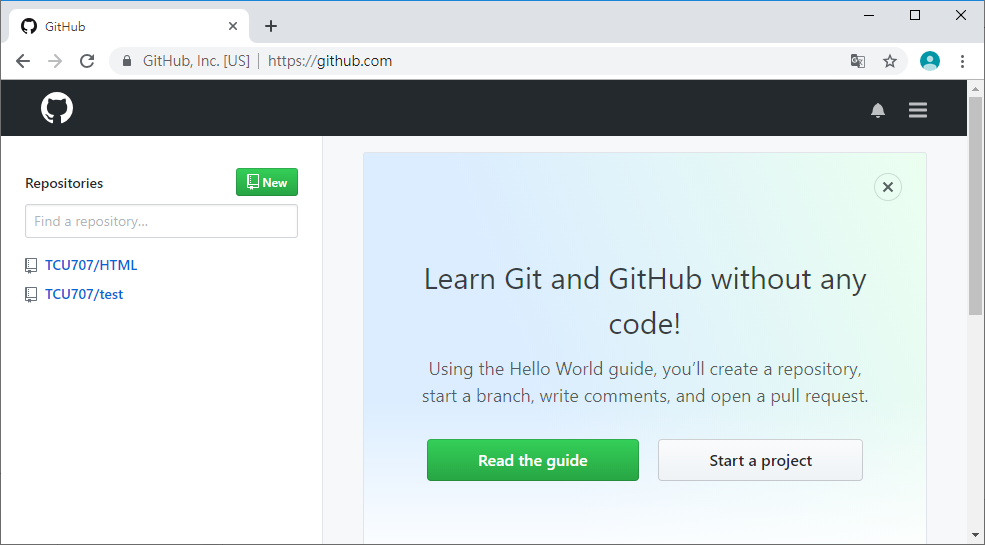 GitHub
GitHub, Inc. [US] | https://github.com
Repositories
New
Find a repository...
TCU707/HTML
TCU707/test
Learn Git and GitHub without any
code!
Using the Hello World guide, you’ll create a repository,
start a branch, write comments, and open a pull request.
Read the guide
Start a project